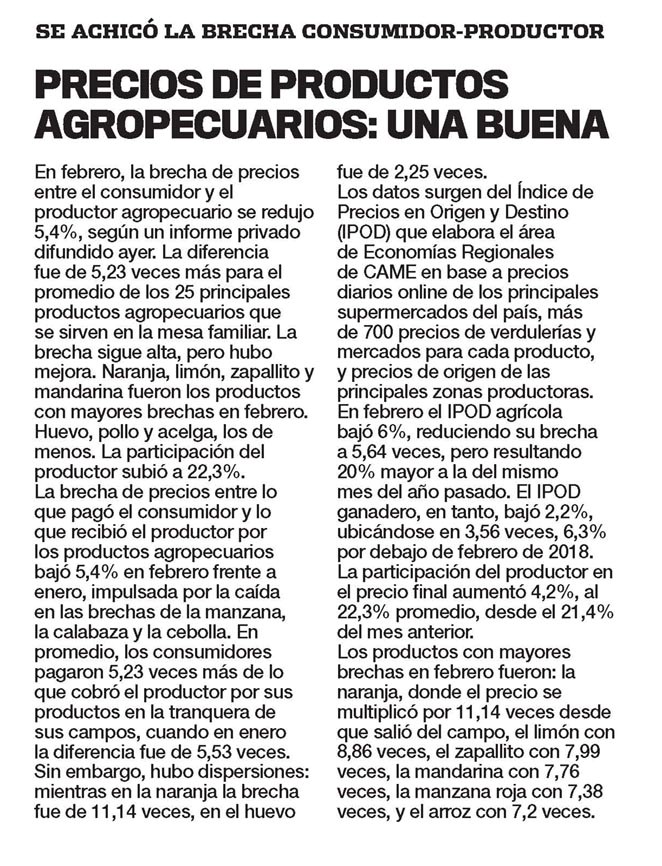 SE ACHICÓ LA BRECHA CONSUMIDOR-PRODUCTOR
PRECIOS DE PRODUCTOS
AGROPECUARIOS: UNA BUENA
En febrero, la brecha de precios
entre el consumidor y el
productor agropecuario se redujo
5,4%, según un informe privado
difundido ayer. La diferencia
fue de 5,23 veces más para el
promedio de los 25 principales
productos agropecuarios que
se sirven en la mesa familiar. La
brecha sigue alta, pero hubo
mejora. Naranja, limón, zapallito y
mandarina fueron los productos
con mayores brechas en febrero.
Huevo, pollo y acelga, los de
menos. La participación del
productor subió a 22,3%.
La brecha de precios entre lo
que pagó el consumidor y lo
que recibió el productor por
los productos agropecuarios
bajó 5,4% en febrero frente a
enero, impulsada por la caída
en las brechas de la manzana,
la calabaza y la cebolla. En
promedio, los consumidores
pagaron 5,23 veces más de lo
que cobró el productor por sus
productos en la tranquera de
sus campos, cuando en enero
la diferencia fue de 5,53 veces.
Sin embargo, hubo dispersiones:
mientras en la naranja la brecha
fue de 11,14 veces, en el huevo
fue de 2,25 veces.
Los datos surgen del Índice de
Precios en Origen y Destino
(IPOD) que elabora el área
de Economías Regionales
de CAME en base a precios
diarios online de los principales
supermercados del país, más
de 700 precios de verdulerías y
mercados para cada producto,
y precios de origen de las
principales zonas productoras.
En febrero el IPOD agrícola
bajó 6%, reduciendo su brecha
a 5,64 veces, pero resultando
20% mayor a la del mismo
mes del año pasado. El IPOD
ganadero, en tanto, bajó 2,2%,
ubicándose en 3,56 veces, 6,3%
por debajo de febrero de 2018.
La participación del productor en
el precio final aumentó 4,2%, al
22,3% promedio, desde el 21,4%
del mes anterior.
Los productos con mayores
brechas en febrero fueron: la
naranja, donde el precio se
multiplicó por 11,14 veces desde
que salió del campo, el limón con
8,86 veces, el zapallito con 7,99
veces, la mandarina con 7,76
veces, la manzana roja con 7,38
veces, y el arroz con 7,2 veces.